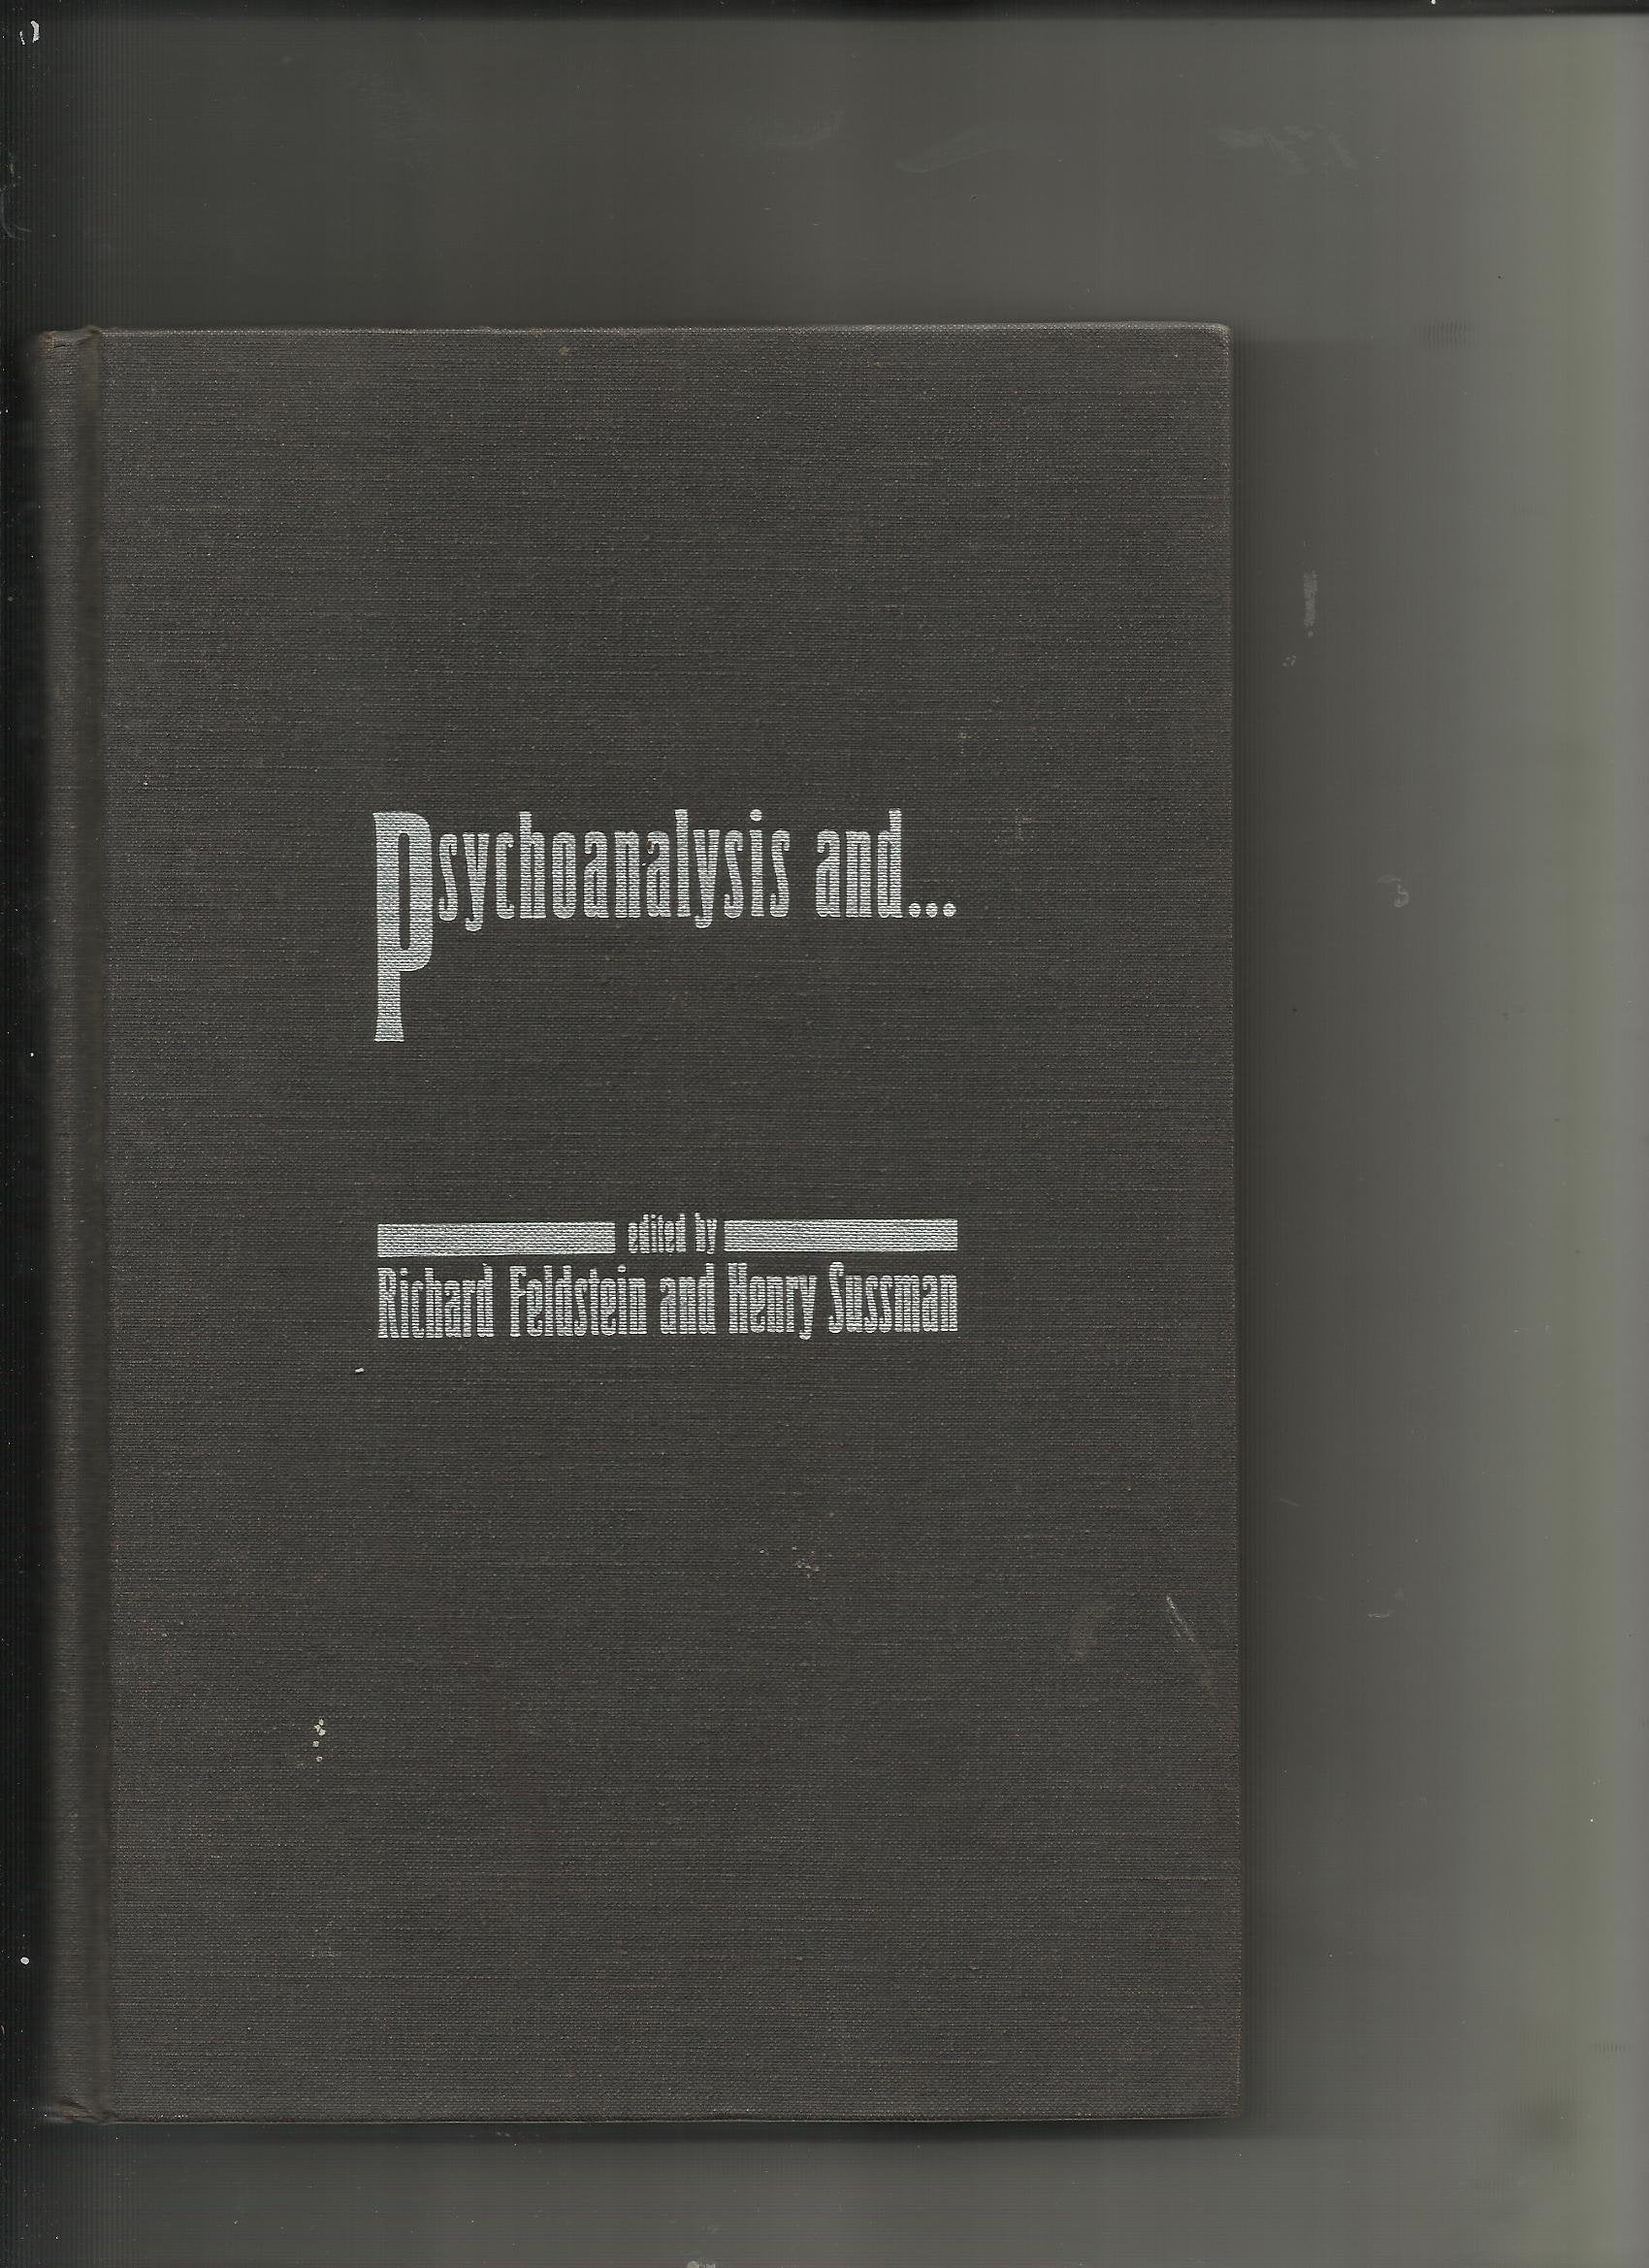 Psychoanalysis and...
edited by
Richard Feldstein and Henry Sussman